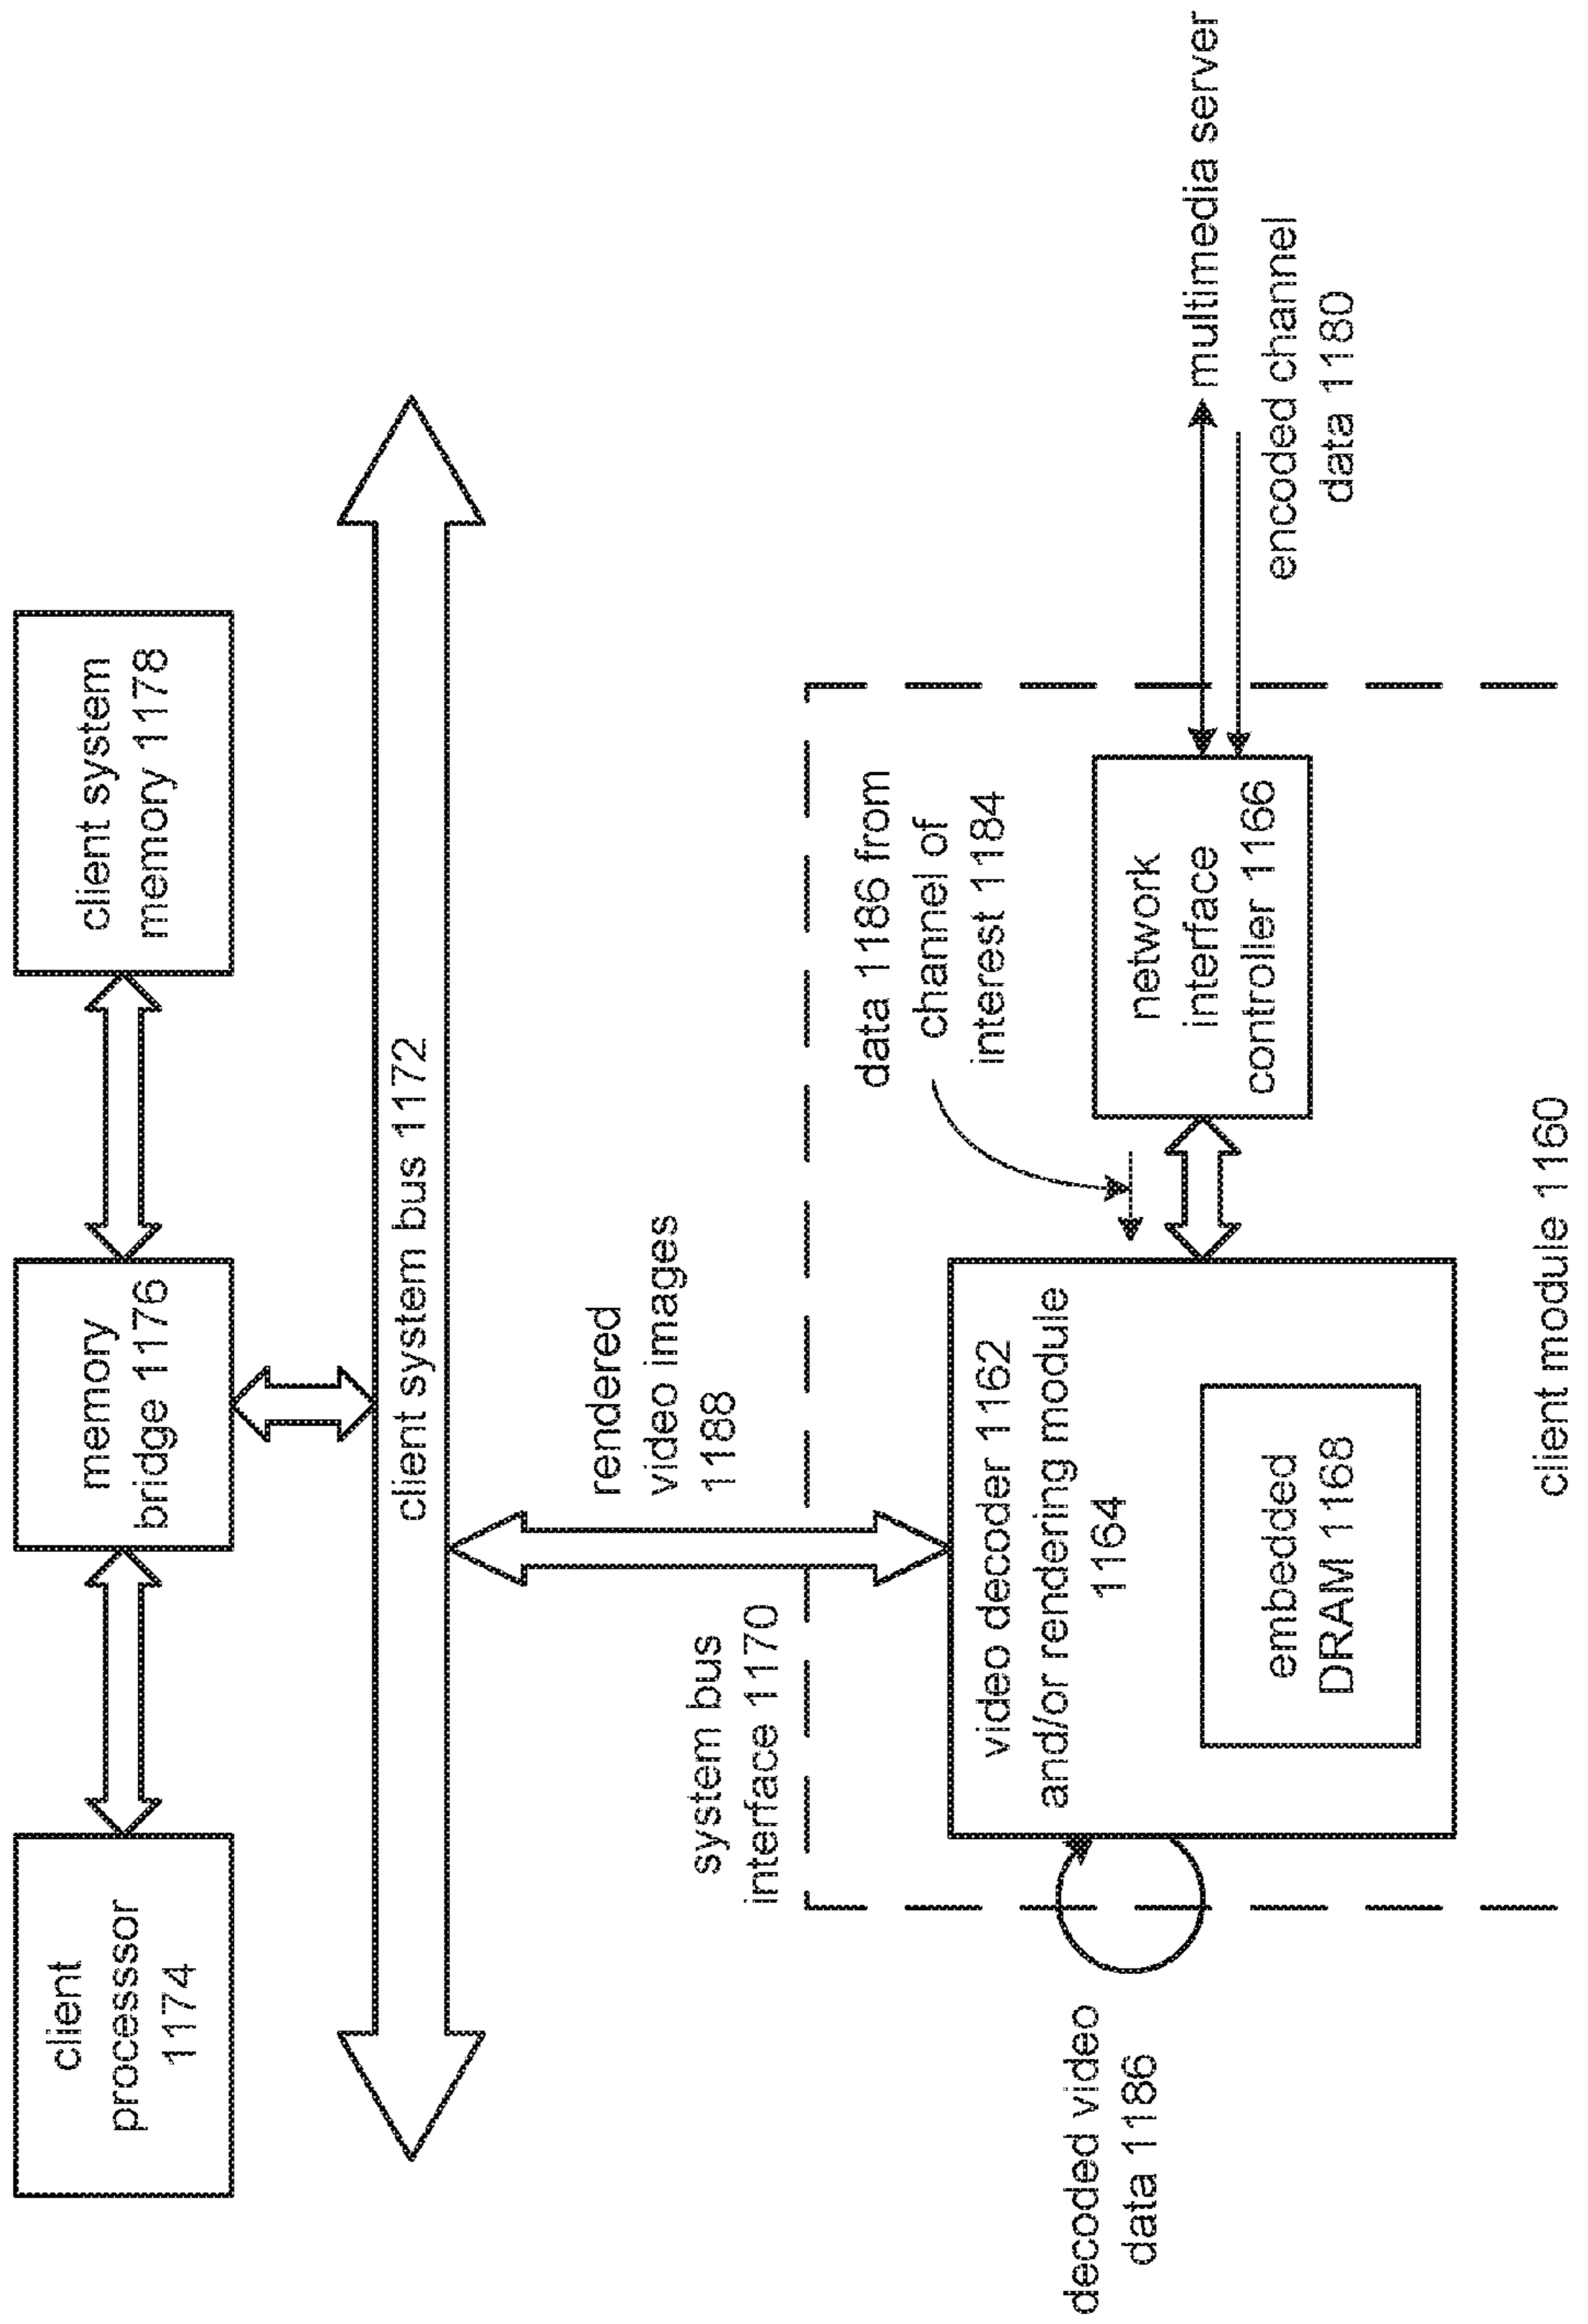 client
processor
1174
memory
bridge 1176
client system
memory 1178
client system bus 1172
system bus
interface 1170
rendered
video images
1188
decoded video
data 1186
video decoder 1162
and/or rendering module
1164
embedded
DRAM 1168
data 1186 from
channel of
interest 1184
network
interface
controller 1166
multimedia server
encoded channel
data 1180
client module 1160